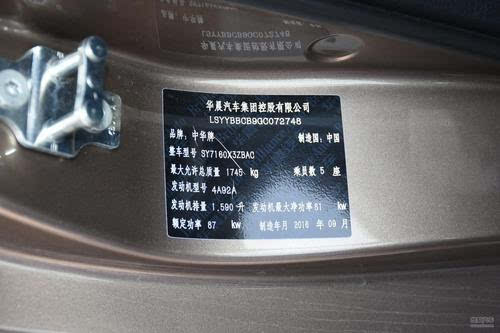 华晨汽车集团控股有限公司
LSYYBBCB9GC072748
品牌：中华牌 制造国：中国
整车型号 SY7160X3ZBAC
最大允许总质量 1745 kg 乘员数 5 座
发动机型号 4A92A
发动机排量 1,590 升 发动机最大净功率81 kw
额定功率 87 kw 制造年月 2016 年 09 月